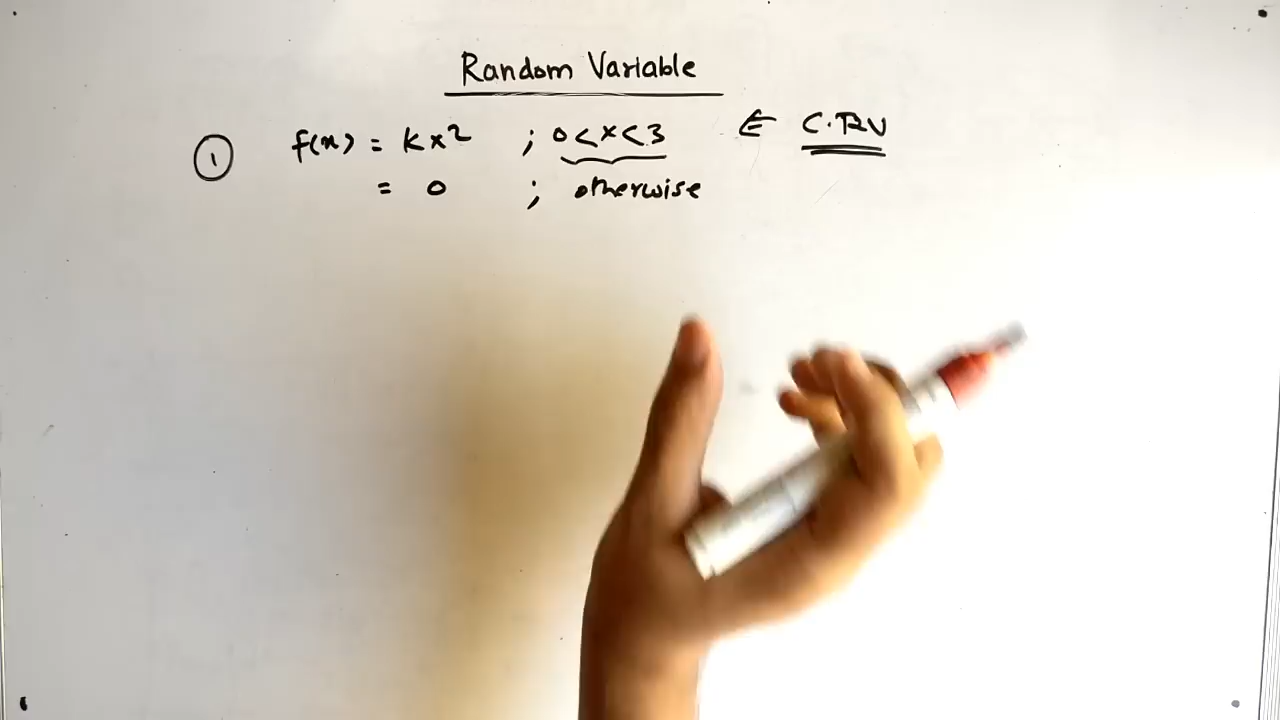 Random Variable
① f(x) = kx² ; 0<x<3 ⇐ C.RV
= 0 ; otherwise